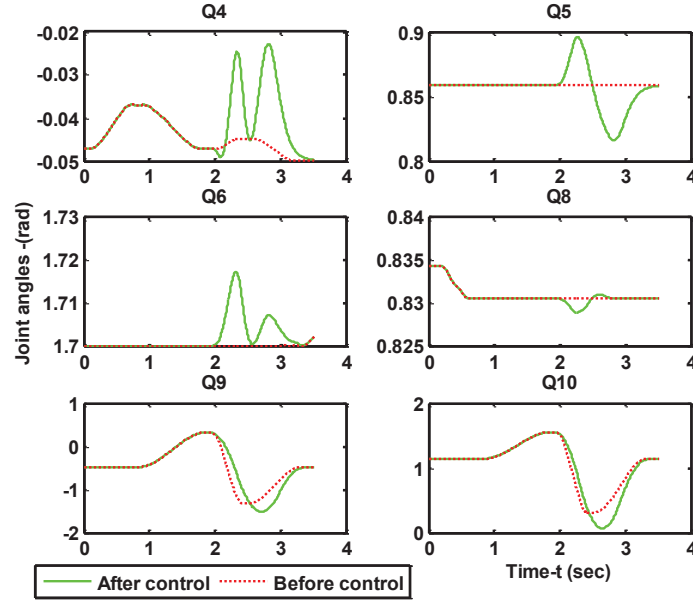 Q4
Q5
-0.02
-0.03
-0.04
-0.05
0 1 2 3 4
0.9
0.85
0.8
0 1 2 3 4
Q6
Q8
1.73
1.72
1.71
1.7
0 1 2 3 4
0.84
0.835
0.83
0.825
0 1 2 3 4
Joint angles -(rad)
Q9
Q10
1
0
-1
-2
0 1 2 3 4
2
1
0
0 1 2 3 4
Time-t (sec)
After control Before control